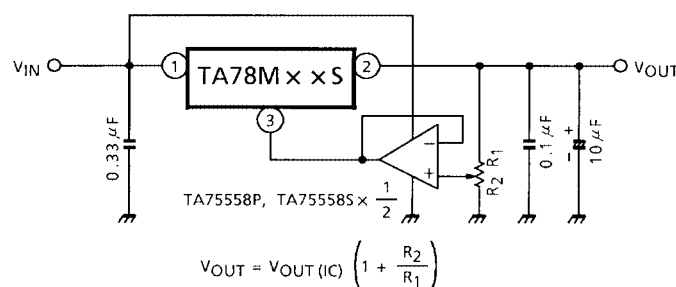 VIN
1
TA78M××S
2
VOUT
3
0.33 μF
−
+
R1
R2
0.1 μF
+
−
10 μF
TA75558P, TA75558S × 1/2
VOUT = VOUT (IC) (1 + R2/R1)